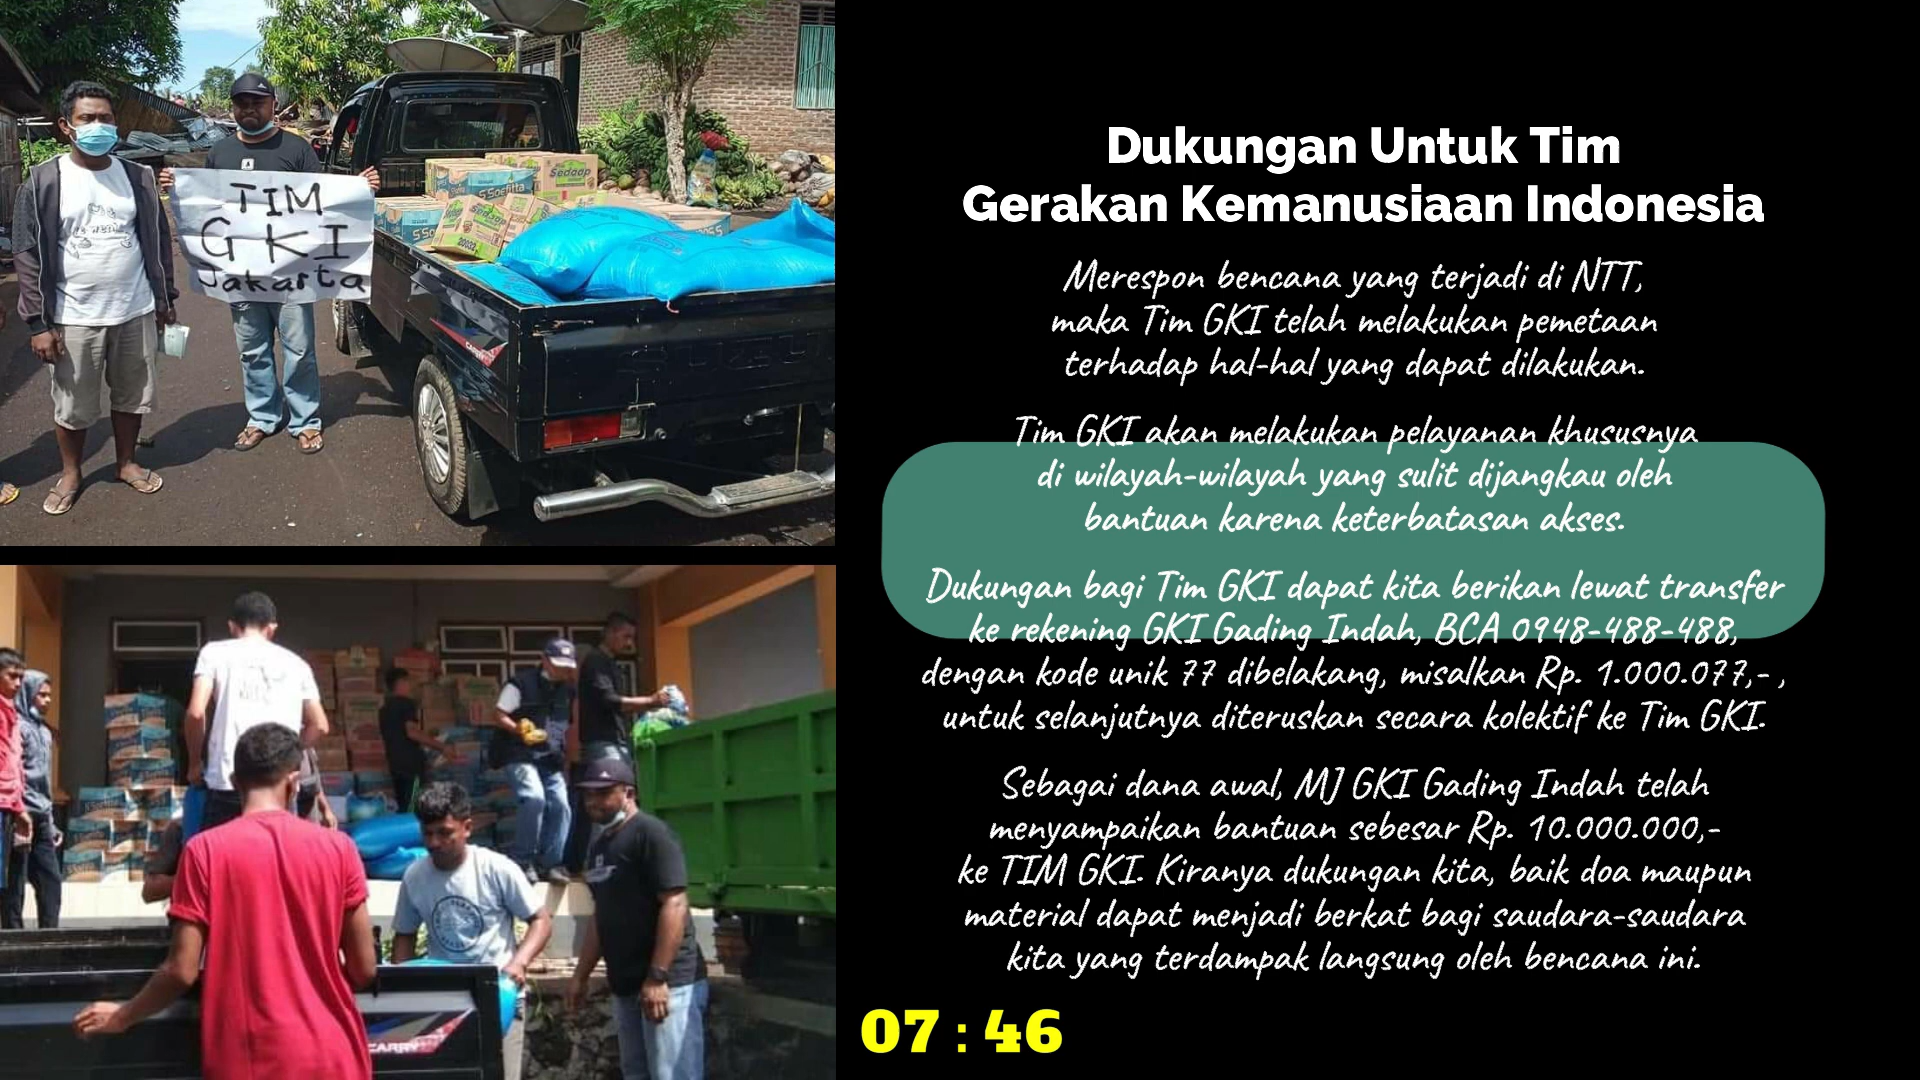 TIM
GKI
Jakarta
Sedaap
S Soefitta
CARRY
Dukungan Untuk Tim
Gerakan Kemanusiaan Indonesia
Merespon bencana yang terjadi di NTT,
maka Tim GKI telah melakukan pemetaan
terhadap hal-hal yang dapat dilakukan.
Tim GKI akan melakukan pelayanan khususnya
di wilayah-wilayah yang sulit dijangkau oleh
bantuan karena keterbatasan akses.
Dukungan bagi Tim GKI dapat kita berikan lewat transfer
ke rekening GKI Gading Indah, BCA 0948-488-488,
dengan kode unik 77 dibelakang, misalkan Rp. 1.000.077,- ,
untuk selanjutnya diteruskan secara kolektif ke Tim GKI.
Sebagai dana awal, MJ GKI Gading Indah telah
menyampaikan bantuan sebesar Rp. 10.000.000,-
ke TIM GKI. Kiranya dukungan kita, baik doa maupun
material dapat menjadi berkat bagi saudara-saudara
kita yang terdampak langsung oleh bencana ini.
CARRY
07 : 46